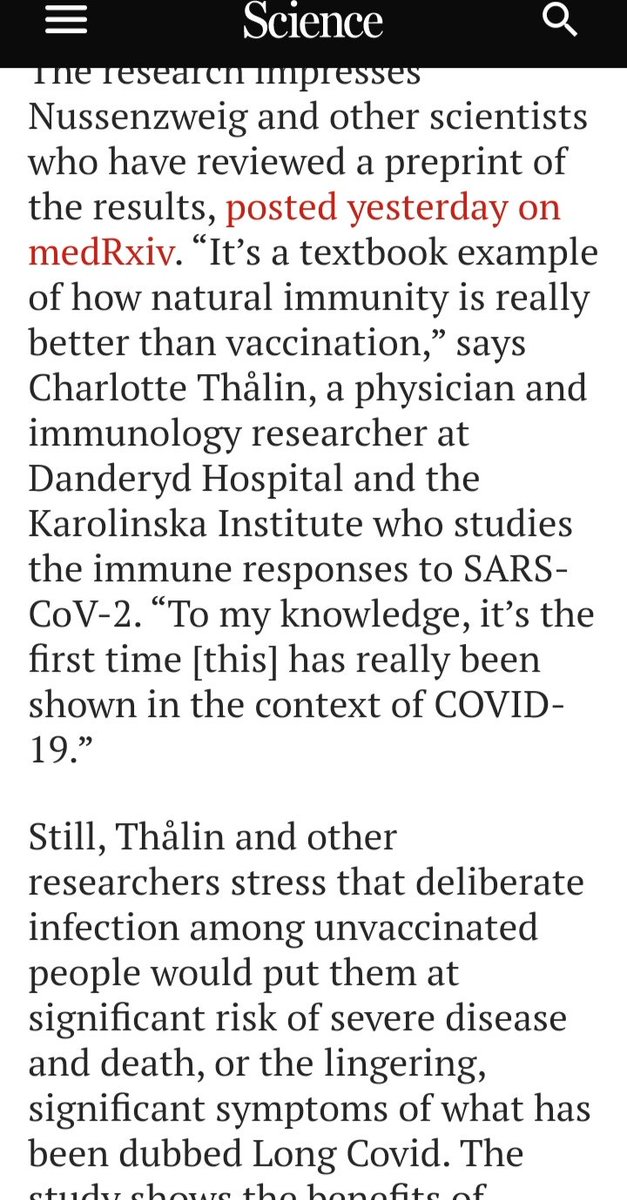 Science
The research impresses
Nussenzweig and other scientists
who have reviewed a preprint of
the results, posted yesterday on
medRxiv. “It’s a textbook example
of how natural immunity is really
better than vaccination,” says
Charlotte Thålin, a physician and
immunology researcher at
Danderyd Hospital and the
Karolinska Institute who studies
the immune responses to SARS-
CoV-2. “To my knowledge, it’s the
first time [this] has really been
shown in the context of COVID-
19.”
Still, Thålin and other
researchers stress that deliberate
infection among unvaccinated
people would put them at
significant risk of severe disease
and death, or the lingering,
significant symptoms of what has
been dubbed Long Covid. The
study shows the benefits of